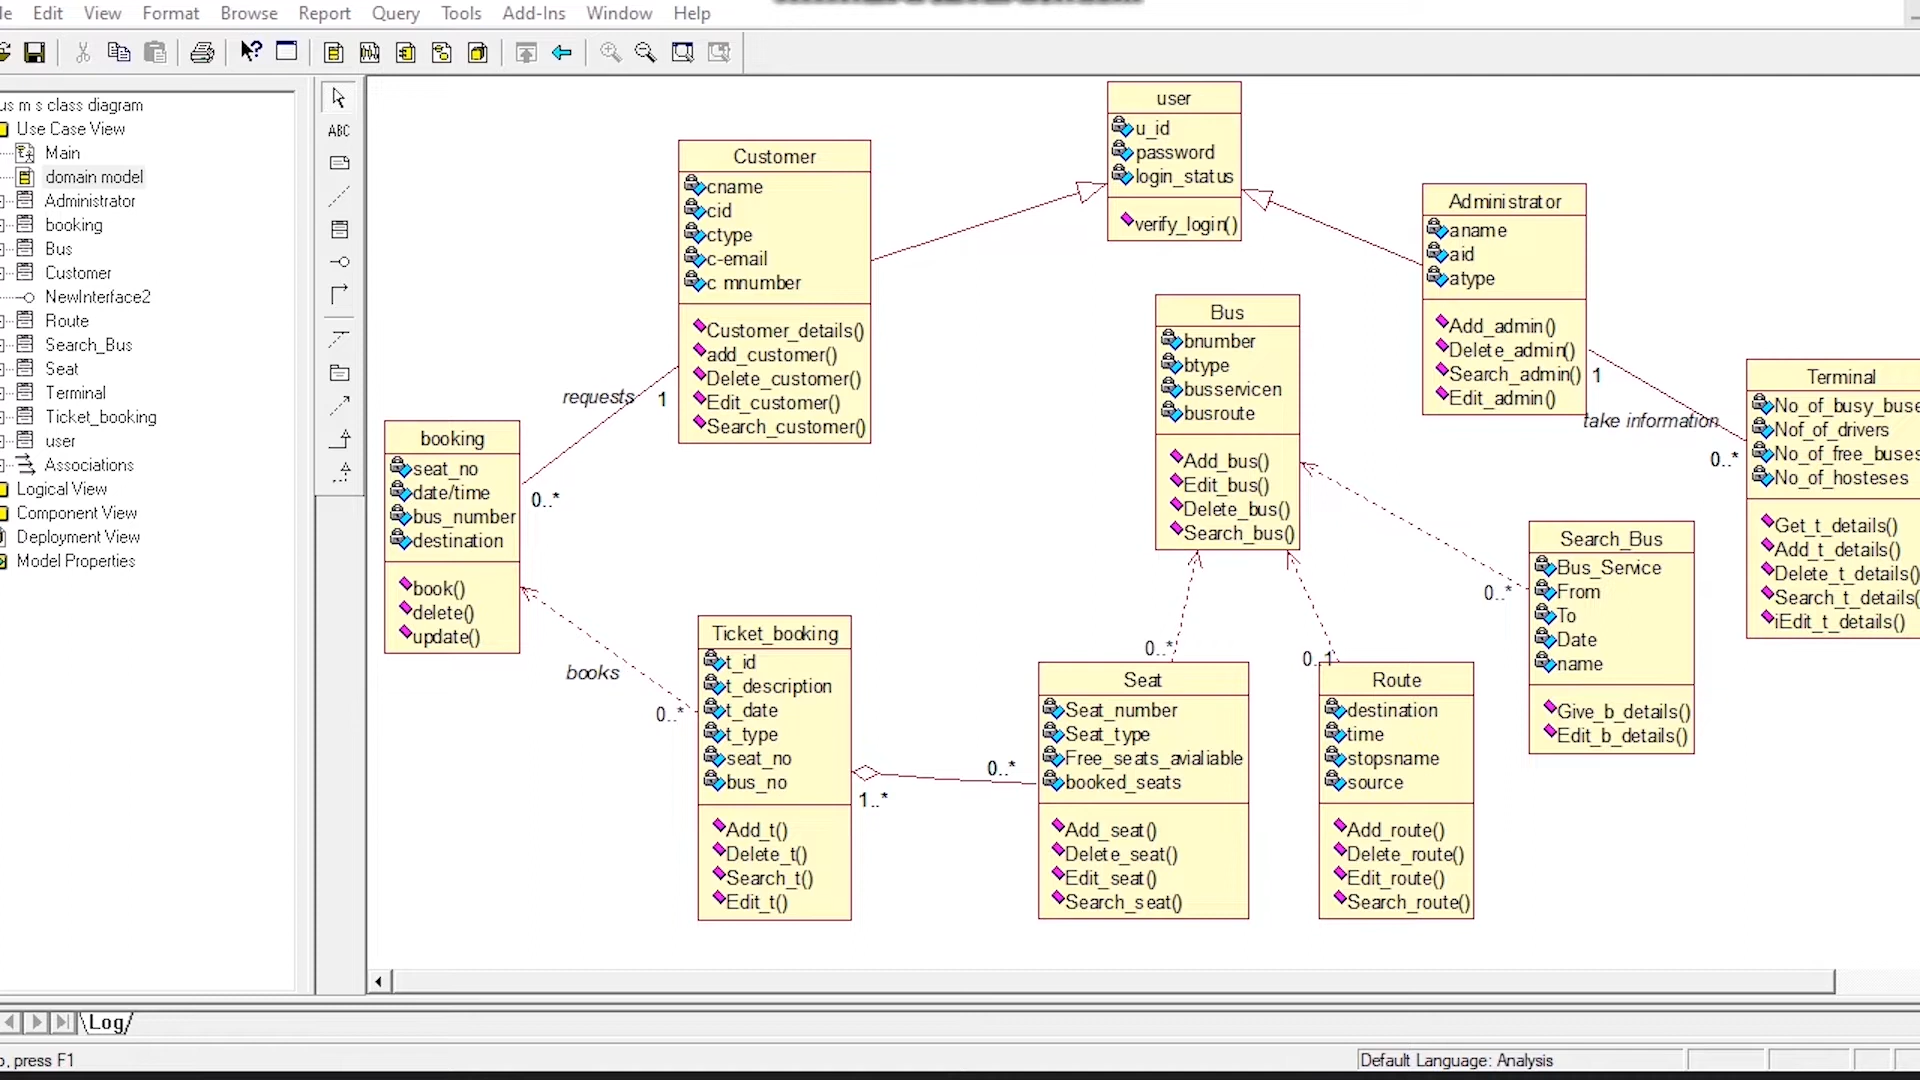 Edit View Format Browse Report Query Tools Add-Ins Window Help
us m s class diagram
Use Case View
Main
domain model
Administrator
booking
Bus
Customer
NewInterface2
Route
Search_Bus
Seat
Terminal
Ticket_booking
user
Associations
Logical View
Component View
Deployment View
Model Properties
ABC
user
u_id
password
login_status
verify_login()
Customer
cname
cid
ctype
c-email
c mnumber
Customer_details()
add_customer()
Delete_customer()
Edit_customer()
Search_customer()
Administrator
aname
aid
atype
Add_admin()
Delete_admin()
Search_admin()
Edit_admin()
Bus
bnumber
btype
busservicen
busroute
Add_bus()
Edit_bus()
Delete_bus()
Search_bus()
1
take information
0..*
Terminal
No_of_busy_buse
Nof_of_drivers
No_of_free_buses
No_of_hosteses
Get_t_details()
Add_t_details()
Delete_t_details()
Search_t_details(
iEdit_t_details()
requests
1
0..*
booking
seat_no
date/time
bus_number
destination
book()
delete()
update()
books
0..*
Ticket_booking
t_id
t_description
t_date
t_type
seat_no
bus_no
Add_t()
Delete_t()
Search_t()
Edit_t()
1..*
0..*
0..*
Seat
Seat_number
Seat_type
Free_seats_avialiable
booked_seats
Add_seat()
Delete_seat()
Edit_seat()
Search_seat()
0..1
Route
destination
time
stopsname
source
Add_route()
Delete_route()
Edit_route()
Search_route()
0..*
Search_Bus
Bus_Service
From
To
Date
name
Give_b_details()
Edit_b_details()
Log
p, press F1
Default Language: Analysis